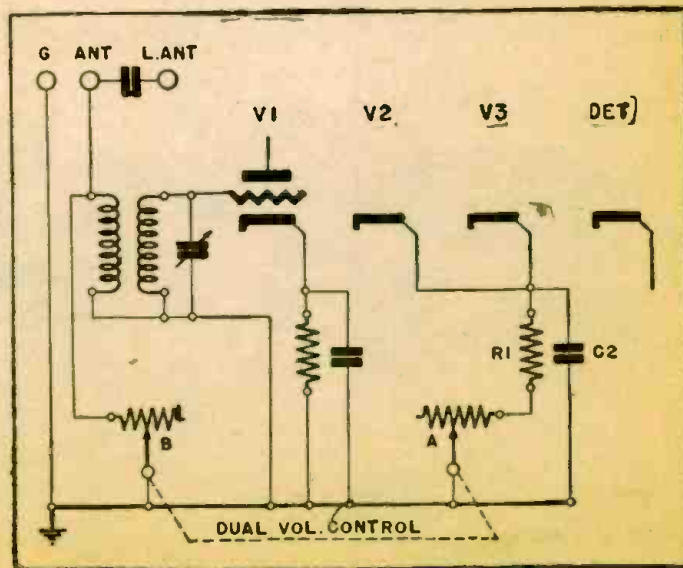 G ANT L.ANT
V1 V2 V3 DET
R1 C2
B A
DUAL VOL. CONTROL